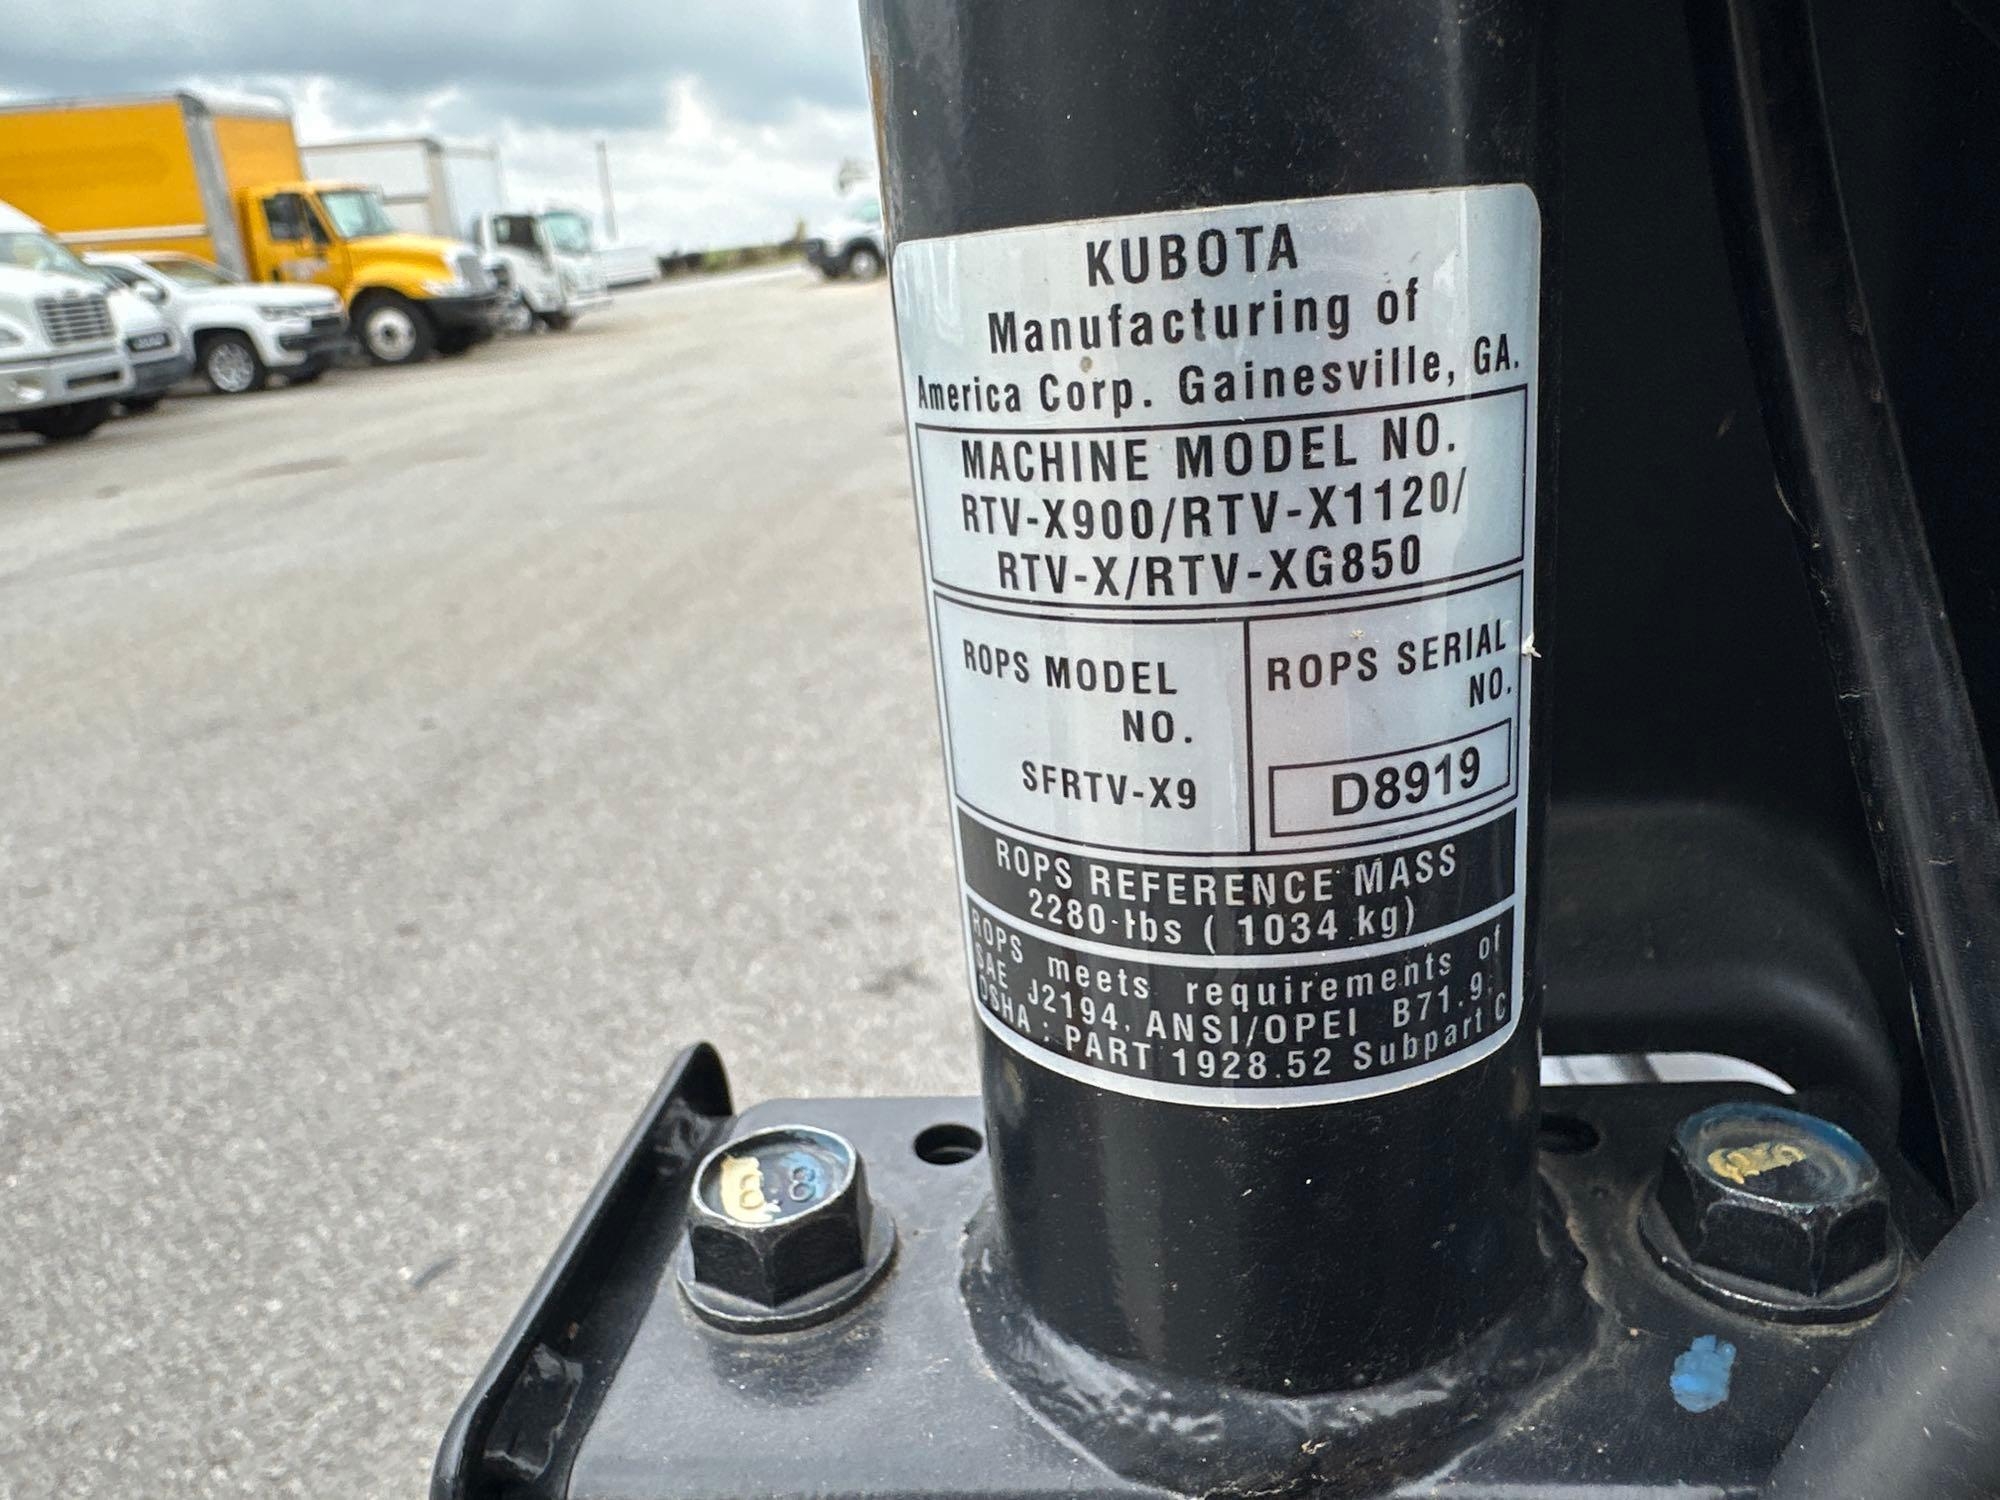 KUBOTA
Manufacturing of
America Corp. Gainesville, GA.
MACHINE MODEL NO.
RTV-X900/RTV-X1120/
RTV-X/RTV-XG850
ROPS MODEL
NO.
SFRTV-X9
ROPS SERIAL
NO.
D8919
ROPS REFERENCE MASS
2280 lbs ( 1034 kg)
ROPS meets requirements of
SAE J2194, ANSI/OPEI B71.9,
OSHA : PART 1928.52 Subpart C
8 8